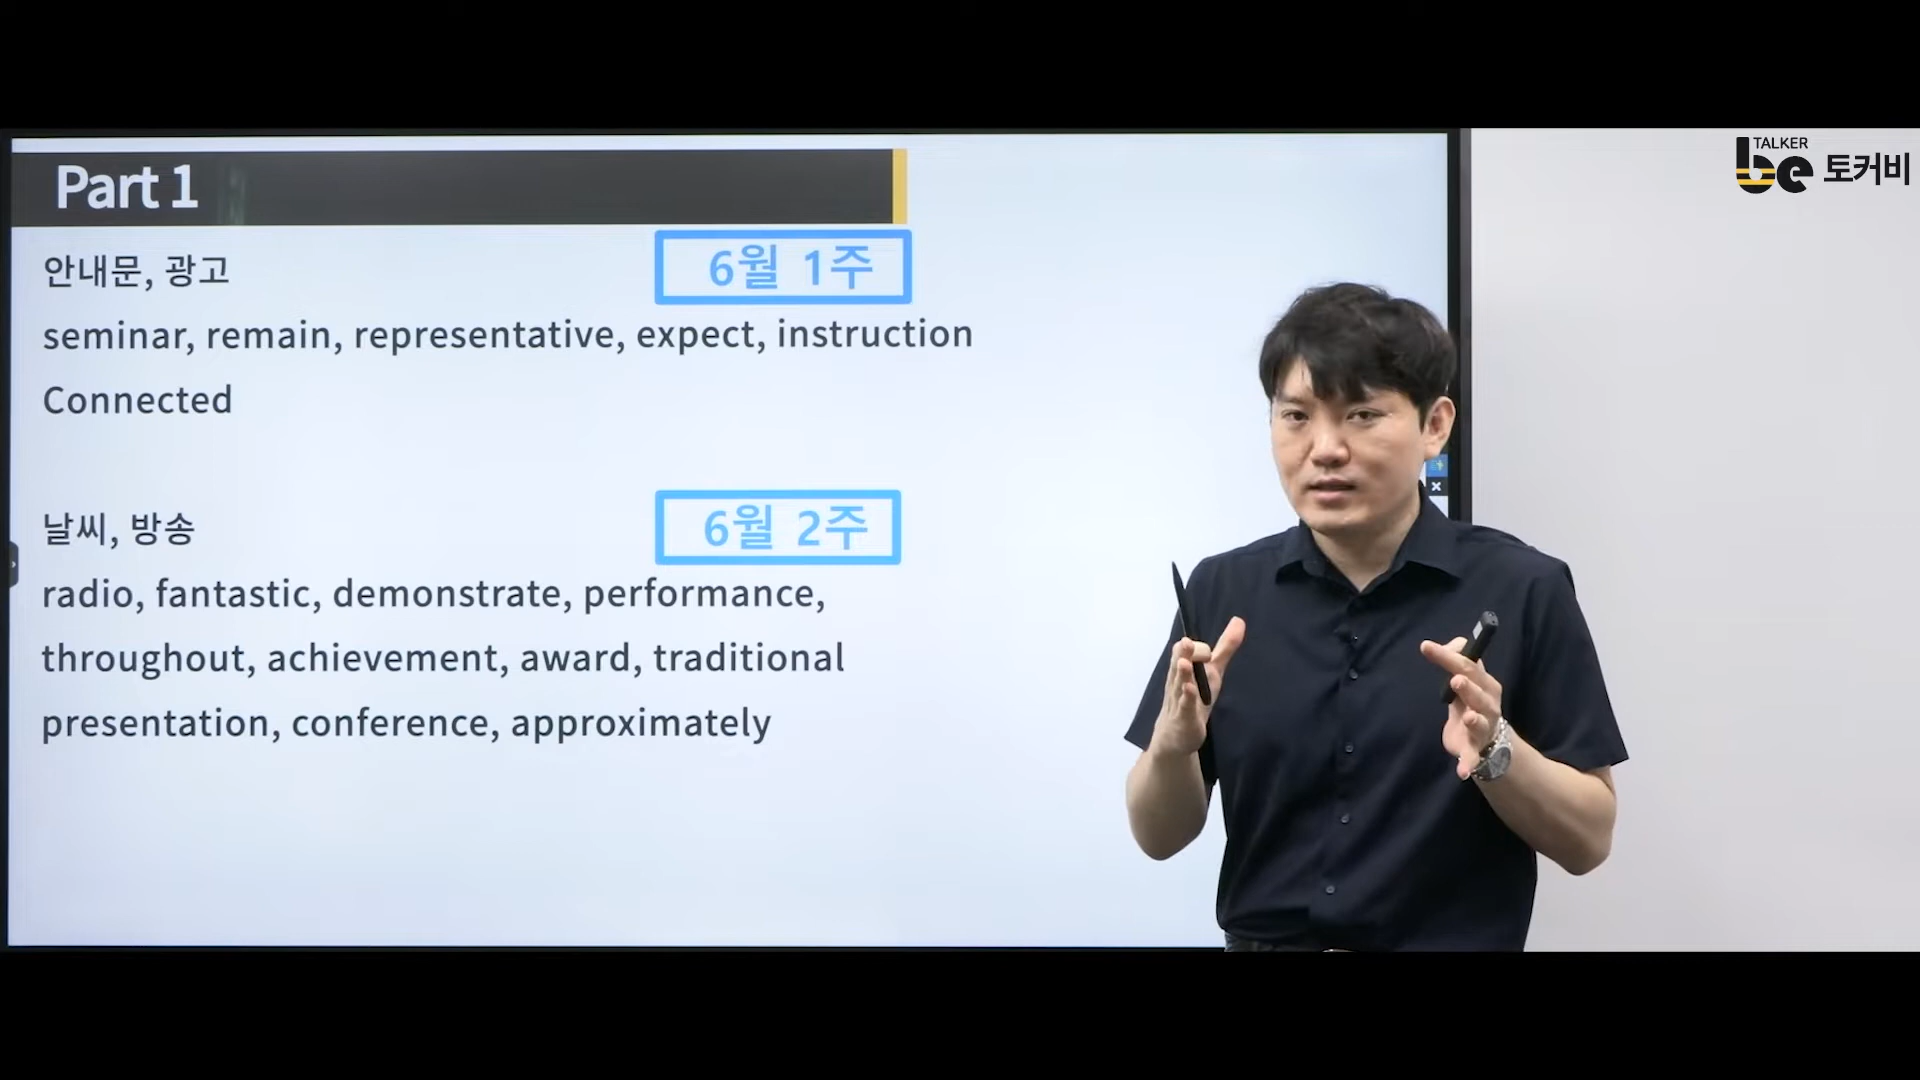 Part 1
안내문, 광고
6월 1주
seminar, remain, representative, expect, instruction
Connected
날씨, 방송
6월 2주
radio, fantastic, demonstrate, performance,
throughout, achievement, award, traditional
presentation, conference, approximately
TALKER
be 토커비